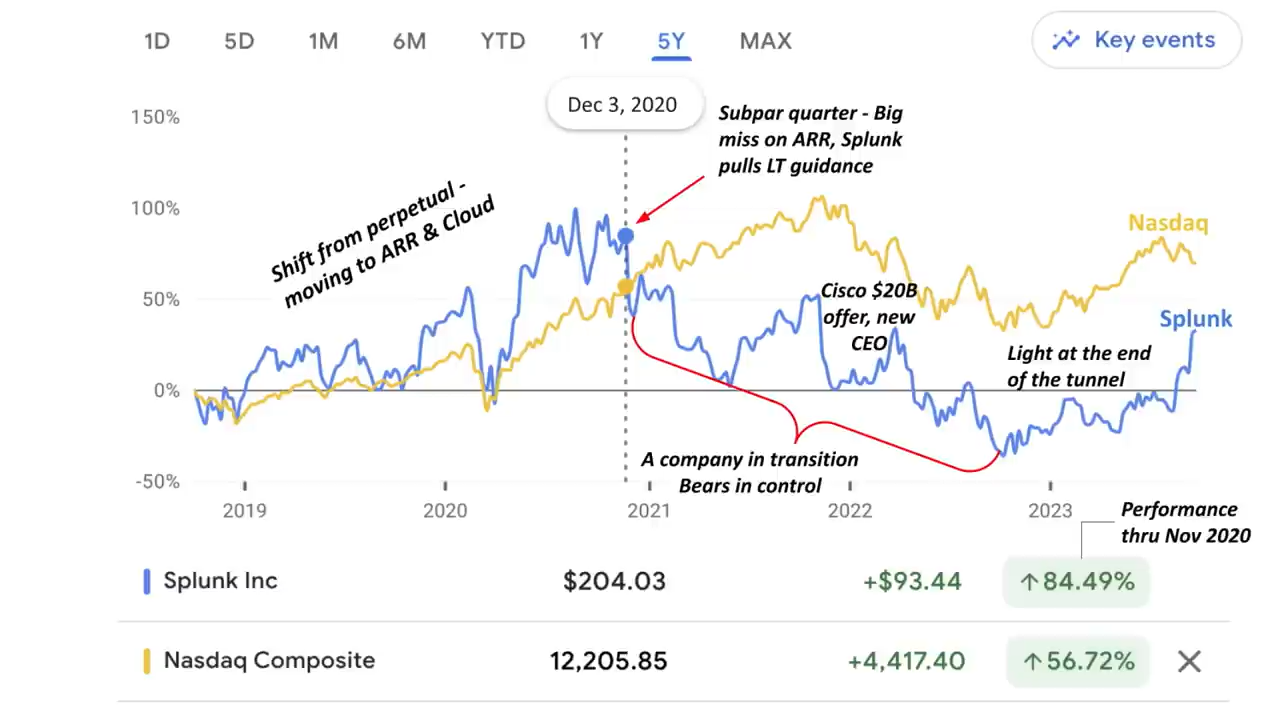 1D 5D 1M 6M YTD 1Y 5Y MAX Key events
Dec 3, 2020
150%
100%
50%
0%
-50%
Subpar quarter - Big
miss on ARR, Splunk
pulls LT guidance
Shift from perpetual -
moving to ARR & Cloud
Nasdaq
Cisco $20B
offer, new
CEO
Splunk
Light at the end
of the tunnel
A company in transition
Bears in control
2019 2020 2021 2022 2023
Performance
thru Nov 2020
Splunk Inc $204.03 +$93.44 ↑84.49%
Nasdaq Composite 12,205.85 +4,417.40 ↑56.72%